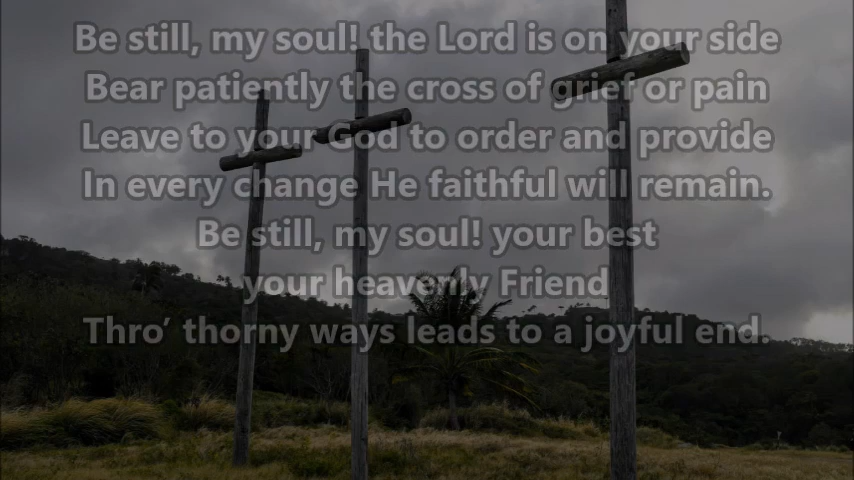 Be still, my soul! the Lord is on your side
Bear patiently the cross of grief or pain
Leave to your God to order and provide
In every change He faithful will remain.
Be still, my soul! your best
your heavenly Friend
Thro’ thorny ways leads to a joyful end.